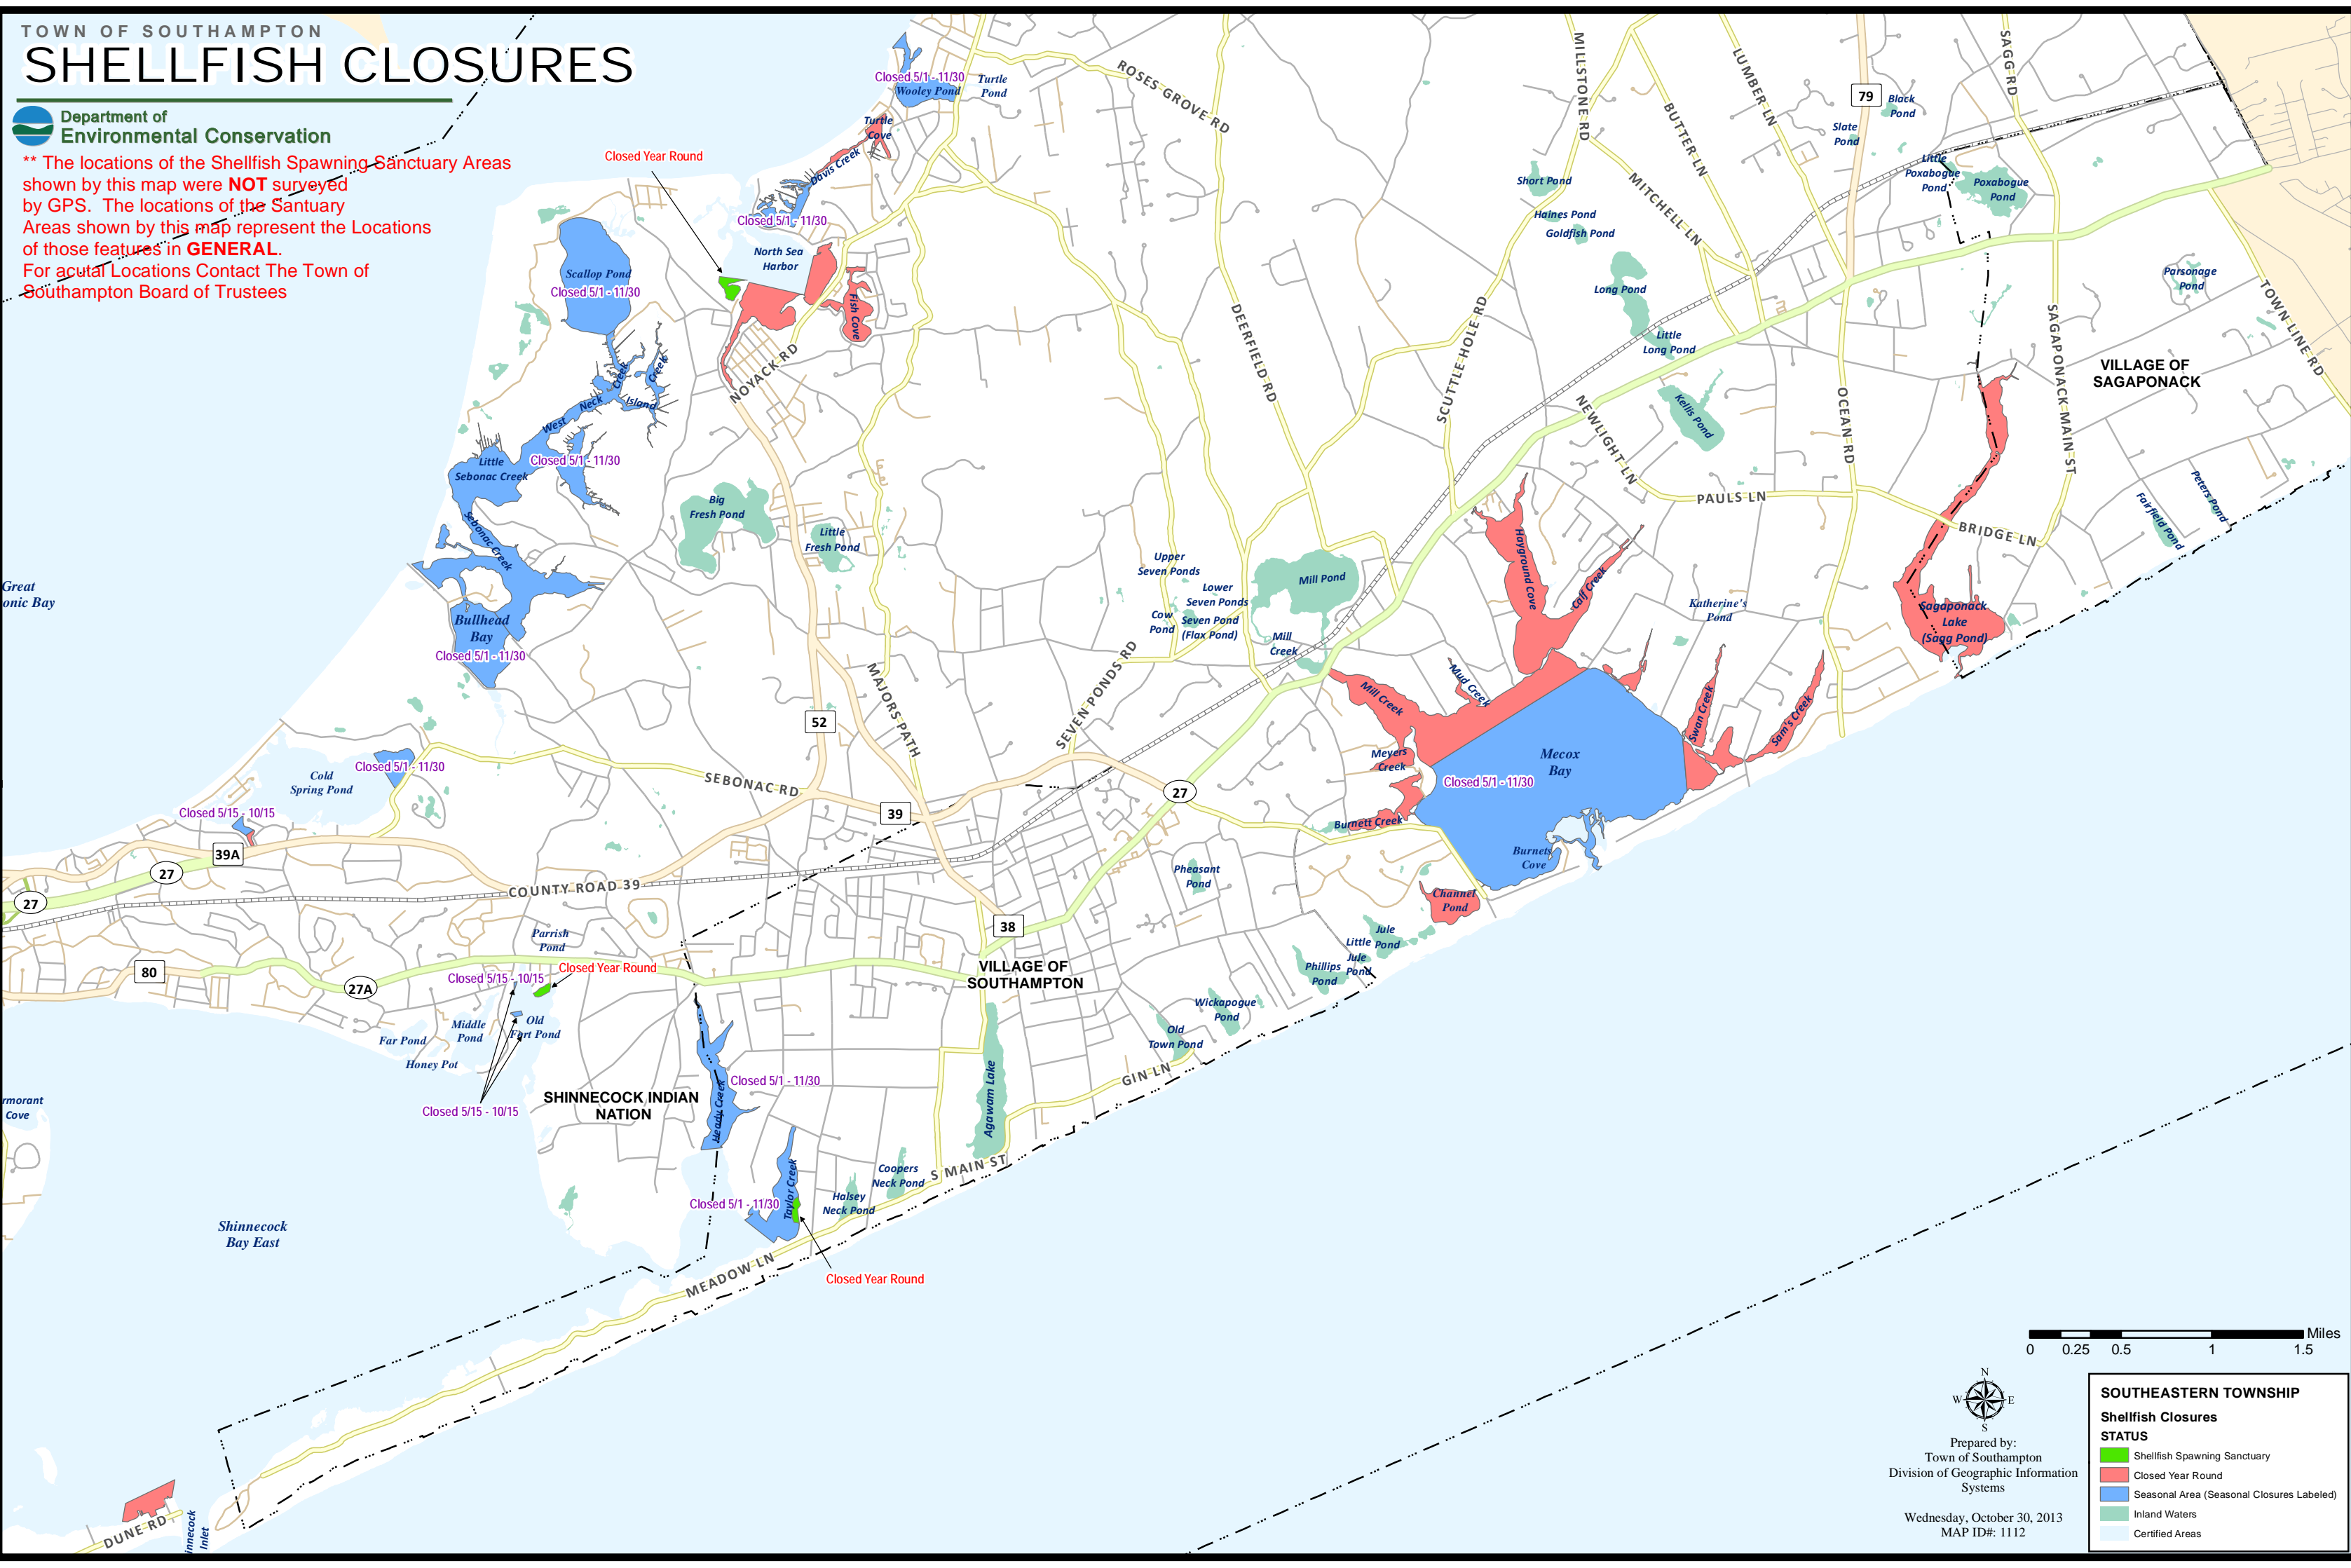 TOWN OF SOUTHAMPTON
SHELLFISH CLOSURES
Department of
Environmental Conservation
** The locations of the Shellfish Spawning Sanctuary Areas
shown by this map were NOT surveyed
by GPS. The locations of the Santuary
Areas shown by this map represent the Locations
of those features in GENERAL.
For acutal Locations Contact The Town of
Southampton Board of Trustees
Closed 5/1 - 11/30
Wooley Pond
Turtle
Pond
Turtle
Cove
Davis Creek
Closed Year Round
Closed 5/1 - 11/30
North Sea
Harbor
Fish Cove
Scallop Pond
Closed 5/1 - 11/30
NOYACK RD
West
Neck
Creek
Island
Creek
Closed 5/1 - 11/30
Little
Sebonac Creek
Sebonac Creek
Bullhead
Bay
Closed 5/1 - 11/30
Big
Fresh Pond
Little
Fresh Pond
Great
onic Bay
ROSES GROVE RD
MILLSTONE RD
LUMBER LN
BUTTER LN
MITCHELL LN
79
SAGG RD
Black
Pond
Slate
Pond
Little
Poxabogue
Pond
Poxabogue
Pond
Short Pond
Haines Pond
Goldfish Pond
Long Pond
Little
Long Pond
Kellis Pond
DEERFIELD RD
SCUTTLE HOLE RD
NEWLIGHT LN
OCEAN RD
PAULS LN
SAGAPONACK MAIN ST
BRIDGE LN
Parsonage
Pond
TOWN LINE RD
VILLAGE OF
SAGAPONACK
Peters Pond
Fairfield Pond
Sagaponack
Lake
(Sagg Pond)
Upper
Seven Ponds
Lower
Seven Ponds
Cow
Pond
Seven Pond
(Flax Pond)
Mill Pond
Mill
Creek
Hayground Cove
Calf Creek
Katherine's
Pond
Mud Creek
Mill Creek
Meyers
Creek
Burnett Creek
Swan Creek
Sam's Creek
Mecox
Bay
Closed 5/1 - 11/30
Burnets
Cove
Channel
Pond
SEVEN PONDS RD
MAJORS PATH
52
39
27
SEBONAC RD
Cold
Spring Pond
Closed 5/1 - 11/30
Closed 5/15 - 10/15
39A
27
27
COUNTY ROAD 39
38
80
27A
Pheasant
Pond
Jule
Pond
Little
Jule
Pond
Phillips
Pond
Wickapogue
Pond
Old
Town Pond
GIN LN
VILLAGE OF
SOUTHAMPTON
Agawam Lake
Parrish
Pond
Closed Year Round
Closed 5/15 - 10/15
Middle
Pond
Old
Fort Pond
Far Pond
Honey Pot
Closed 5/15 - 10/15
SHINNECOCK INDIAN
NATION
Heady Creek
Closed 5/1 - 11/30
Taylor Creek
Closed 5/1 - 11/30
Halsey
Neck Pond
Coopers
Neck Pond
S MAIN ST
MEADOW LN
Closed Year Round
rmorant
Cove
Shinnecock
Bay East
DUNE RD
innecock
Inlet
Miles
0 0.25 0.5 1 1.5
N
W E
S
Prepared by:
Town of Southampton
Division of Geographic Information
Systems
Wednesday, October 30, 2013
MAP ID#: 1112
SOUTHEASTERN TOWNSHIP
Shellfish Closures
STATUS
Shellfish Spawning Sanctuary
Closed Year Round
Seasonal Area (Seasonal Closures Labeled)
Inland Waters
Certified Areas